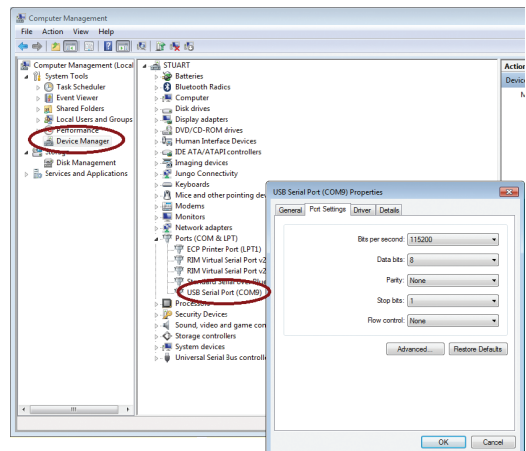 Computer Management
File Action View Help
Computer Management (Local
System Tools
Task Scheduler
Event Viewer
Shared Folders
Local Users and Groups
Performance
Device Manager
Storage
Disk Management
Services and Applications
STUART
Batteries
Bluetooth Radios
Computer
Disk drives
Display adapters
DVD/CD-ROM drives
Human Interface Devices
IDE ATA/ATAPI controllers
Imaging devices
Jungo Connectivity
Keyboards
Mice and other pointing dev
Modems
Monitors
Network adapters
Ports (COM & LPT)
ECP Printer Port (LPT1)
RIM Virtual Serial Port v2
RIM Virtual Serial Port v2
Standard Serial over
USB Serial Port (COM9)
Processors
Security Devices
Sound, video and game con
Storage controllers
System devices
Universal Serial Bus controlle
Action
Device
M
USB Serial Port (COM9) Properties
General Port Settings Driver Details
Bits per second: 115200
Data bits: 8
Parity: None
Stop bits: 1
Flow control: None
Advanced... Restore Defaults
OK Cancel